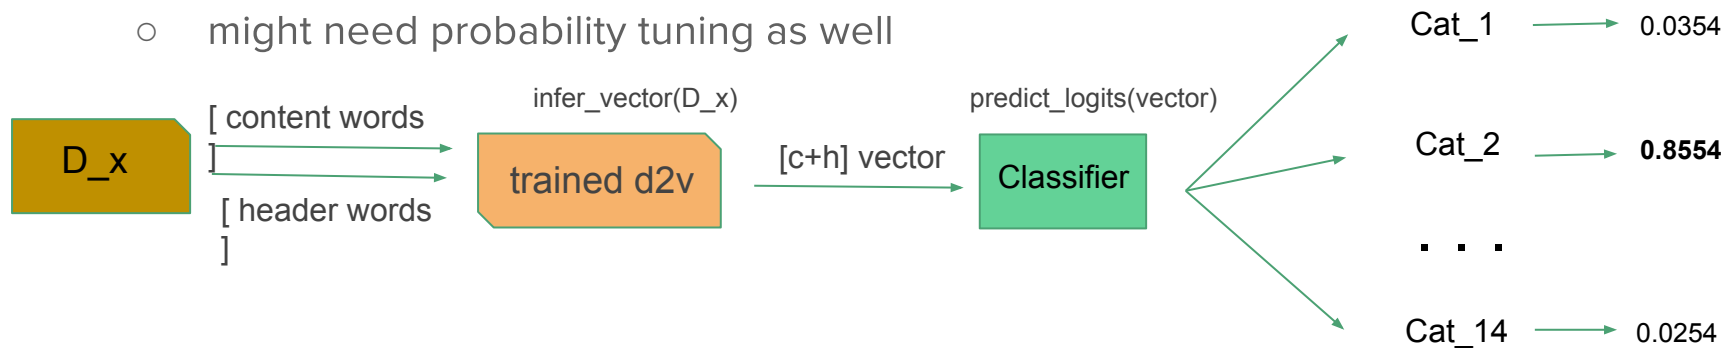 ○ might need probability tuning as well
D_x
[ content words
]
[ header words
]
infer_vector(D_x)
trained d2v
[c+h] vector
predict_logits(vector)
Classifier
Cat_1 0.0354
Cat_2 0.8554
. . .
Cat_14 0.0254